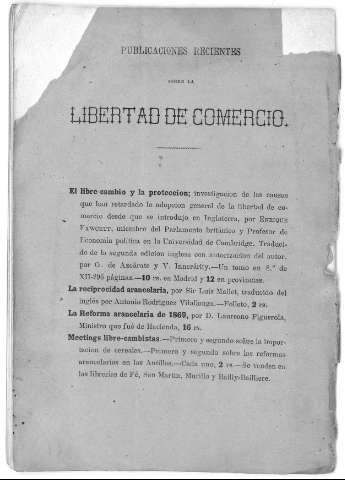 PUBLICACIONES RECIENTES
SOBRE LA
LIBERTAD DE COMERCIO.
El libre-cambio y la proteccion; investigacion de las causas
que han retardado la adopcion general de la libertad de co-
mercio desde que se introdujo en Inglaterra, por ENRIQUE
FAWCETT, miembro del Parlamento británico y Profesor de
Economía política en la Universidad de Cambridge. Traduci-
do de la segunda edicion inglesa con autorizacion del autor,
por G. de Azcárate y V. Innerárity.—Un tomo en 8.º de
XII-296 páginas.—10 rs. en Madrid y 12 en provincias.
La reciprocidad arancelaria, por Sir Luis Mallet, traducido del
inglés por Antonio Rodriguez Villalonga.—Folleto, 2 rs.
La Reforma arancelaria de 1869, por D. Laureano Figuerola,
Ministro que fué de Hacienda, 16 rs.
Meetings libre-cambistas.—Primero y segundo sobre la impor-
tacion de cereales.—Primero y segundo sobre las reformas
arancelarias en las Antillas.—Cada uno, 2 rs.—Se venden en
las librerías de Fé, San Martin, Murillo y Bailly-Bailliere.